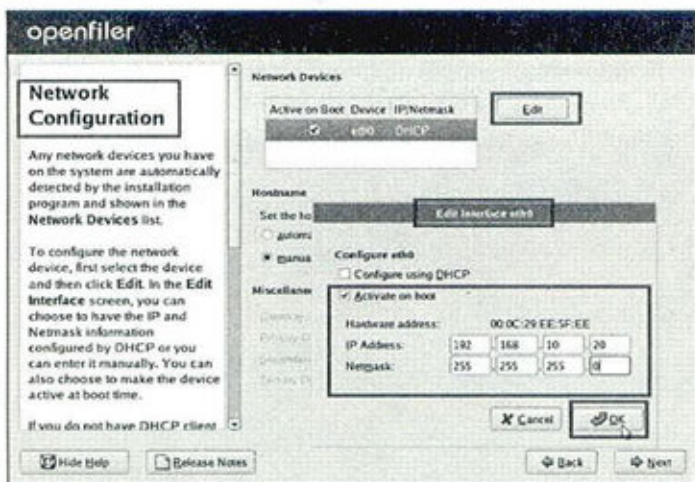 openfiler
Network
Configuration
Any network devices you have
on the system are automatically
detected by the installation
program and shown in the
Network Devices list.
To configure the network
device, first select the device
and then click Edit. In the Edit
Interface screen, you can
choose to have the IP and
Netmask information
configured by DHCP or you
can enter it manually. You can
also choose to make the device
active at boot time.
If you do not have DHCP client
Network Devices
Active on Boot Device IP/Netmask
eth0 DHCP
Edit
Hostname
Set the ho
automa
manua
Miscellane
Edit Interface eth0
Configure eth0
Configure using DHCP
Activate on boot
Hardware address: 00:0C:29:EE:5F:EE
IP Address: 192 . 168 . 10 . 20
Netmask: 255 . 255 . 255 . 0
Cancel
OK
Hide Help
Release Notes
Back
Next